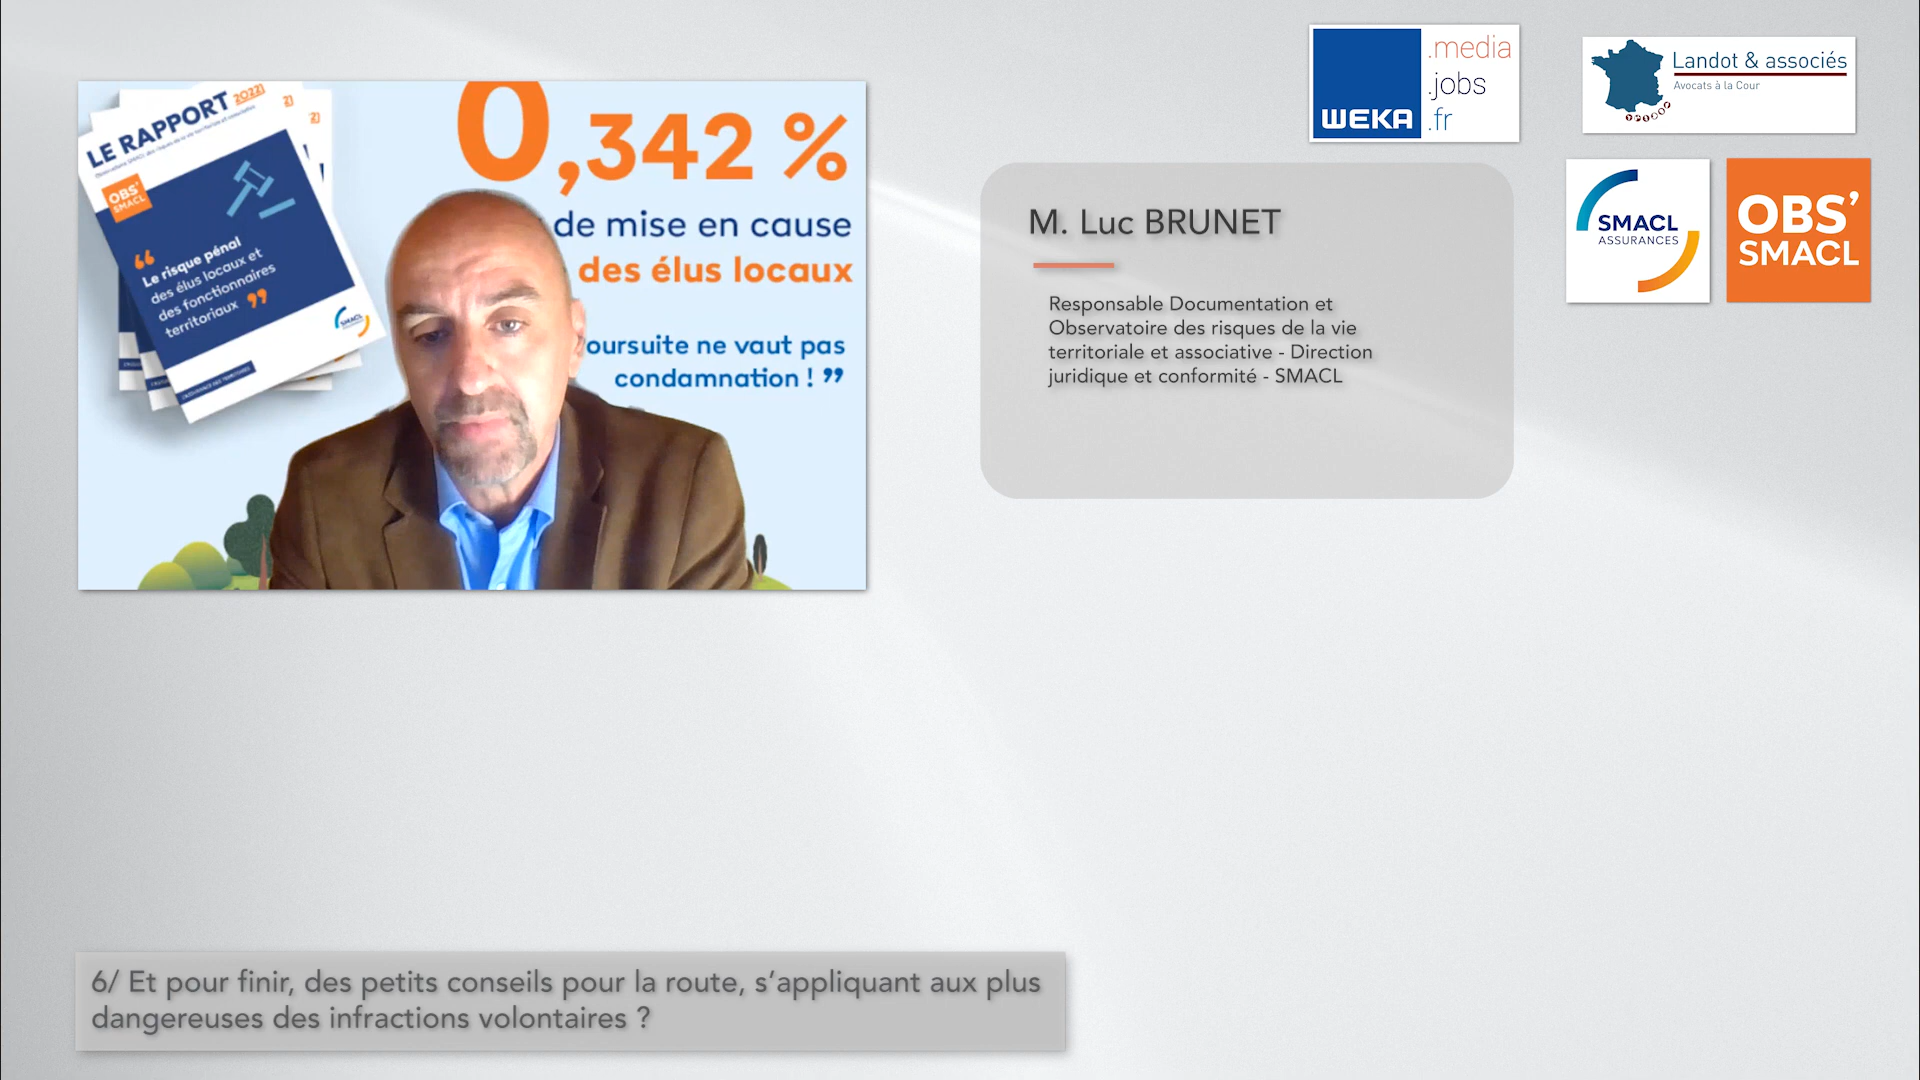 LE RAPPORT 2022
OBS'
SMACL
“ Le risque pénal
des élus locaux et
des fonctionnaires
territoriaux ”
SMACL
0,342 %
de mise en cause
des élus locaux
oursuite ne vaut pas
condamnation ! ”
WEKA
.media
.jobs
.fr
Landot & associés
Avocats à la Cour
SMACL
ASSURANCES
OBS'
SMACL
M. Luc BRUNET
Responsable Documentation et
Observatoire des risques de la vie
territoriale et associative - Direction
juridique et conformité - SMACL
6/ Et pour finir, des petits conseils pour la route, s’appliquant aux plus
dangereuses des infractions volontaires ?